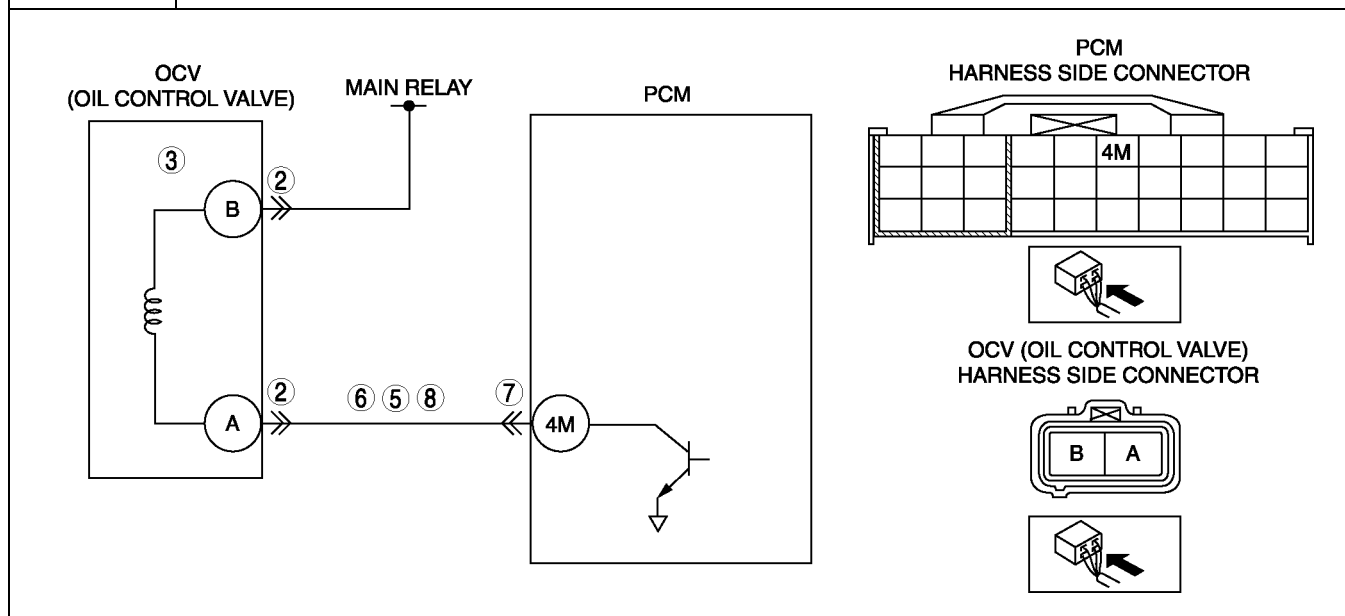 OCV
(OIL CONTROL VALVE)
MAIN RELAY
PCM
③
B
②
A
②
⑥ ⑤ ⑧
⑦
4M
PCM
HARNESS SIDE CONNECTOR
4M
OCV (OIL CONTROL VALVE)
HARNESS SIDE CONNECTOR
B A